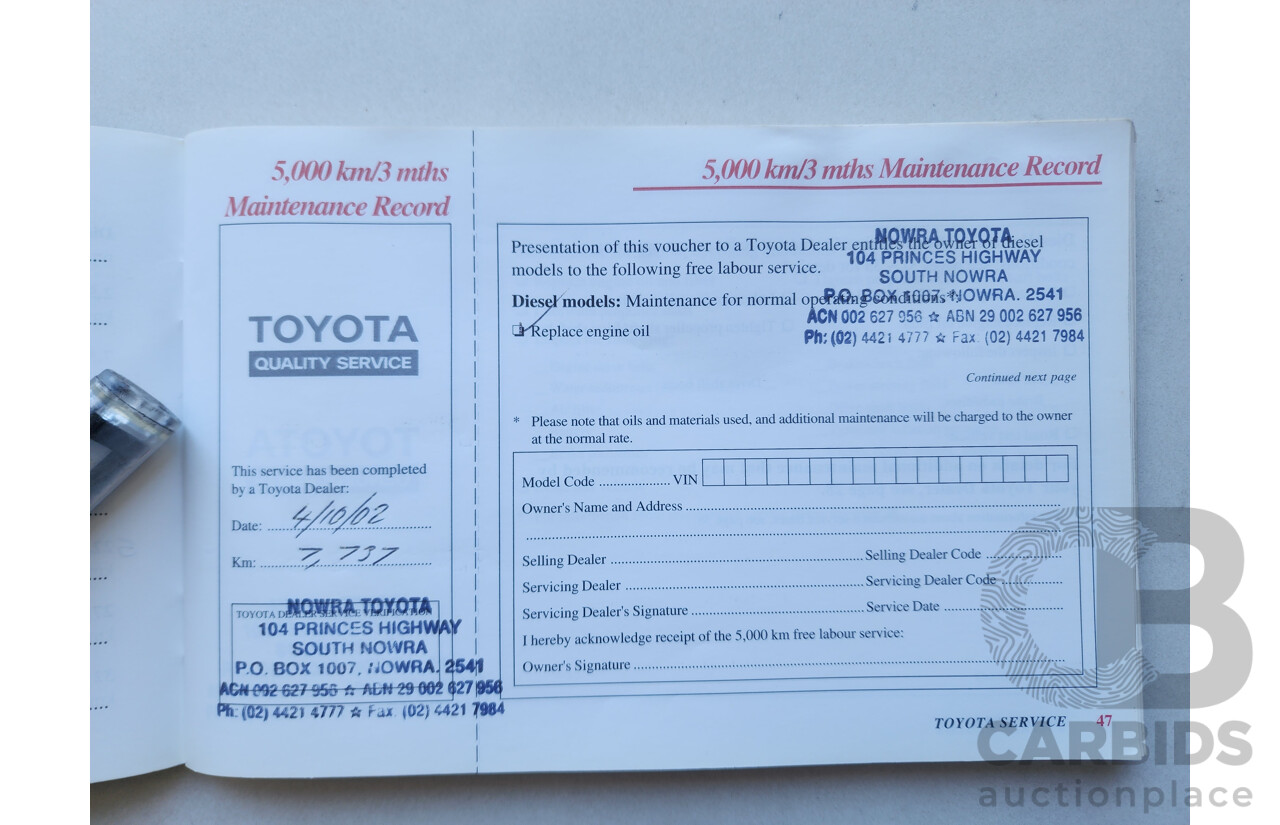 5,000 km/3 mths
Maintenance Record
TOYOTA
QUALITY SERVICE
This service has been completed
by a Toyota Dealer:
Date: 4/10/02
Km: 7,737
TOYOTA DEALER SERVICE VERIFICATION
NOWRA TOYOTA
104 PRINCES HIGHWAY
SOUTH NOWRA
P.O. BOX 1007, NOWRA. 2541
ACN 002 627 956 ☆ ABN 29 002 627 956
Ph: (02) 4421 4777 ☆ Fax. (02) 4421 7984
5,000 km/3 mths Maintenance Record
Presentation of this voucher to a Toyota Dealer entitles the owner of diesel
models to the following free labour service.
Diesel models: Maintenance for normal operating conditions*
Replace engine oil
NOWRA TOYOTA
104 PRINCES HIGHWAY
SOUTH NOWRA
P.O. BOX 1007, NOWRA. 2541
ACN 002 627 956 ☆ ABN 29 002 627 956
Ph: (02) 4421 4777 ☆ Fax. (02) 4421 7984
Continued next page
* Please note that oils and materials used, and additional maintenance will be charged to the owner
at the normal rate.
Model Code .................... VIN
Owner's Name and Address
Selling Dealer Selling Dealer Code
Servicing Dealer Servicing Dealer Code
Servicing Dealer's Signature Service Date
I hereby acknowledge receipt of the 5,000 km free labour service:
Owner's Signature
TOYOTA SERVICE 47
CB
CARBIDS
auctionplace